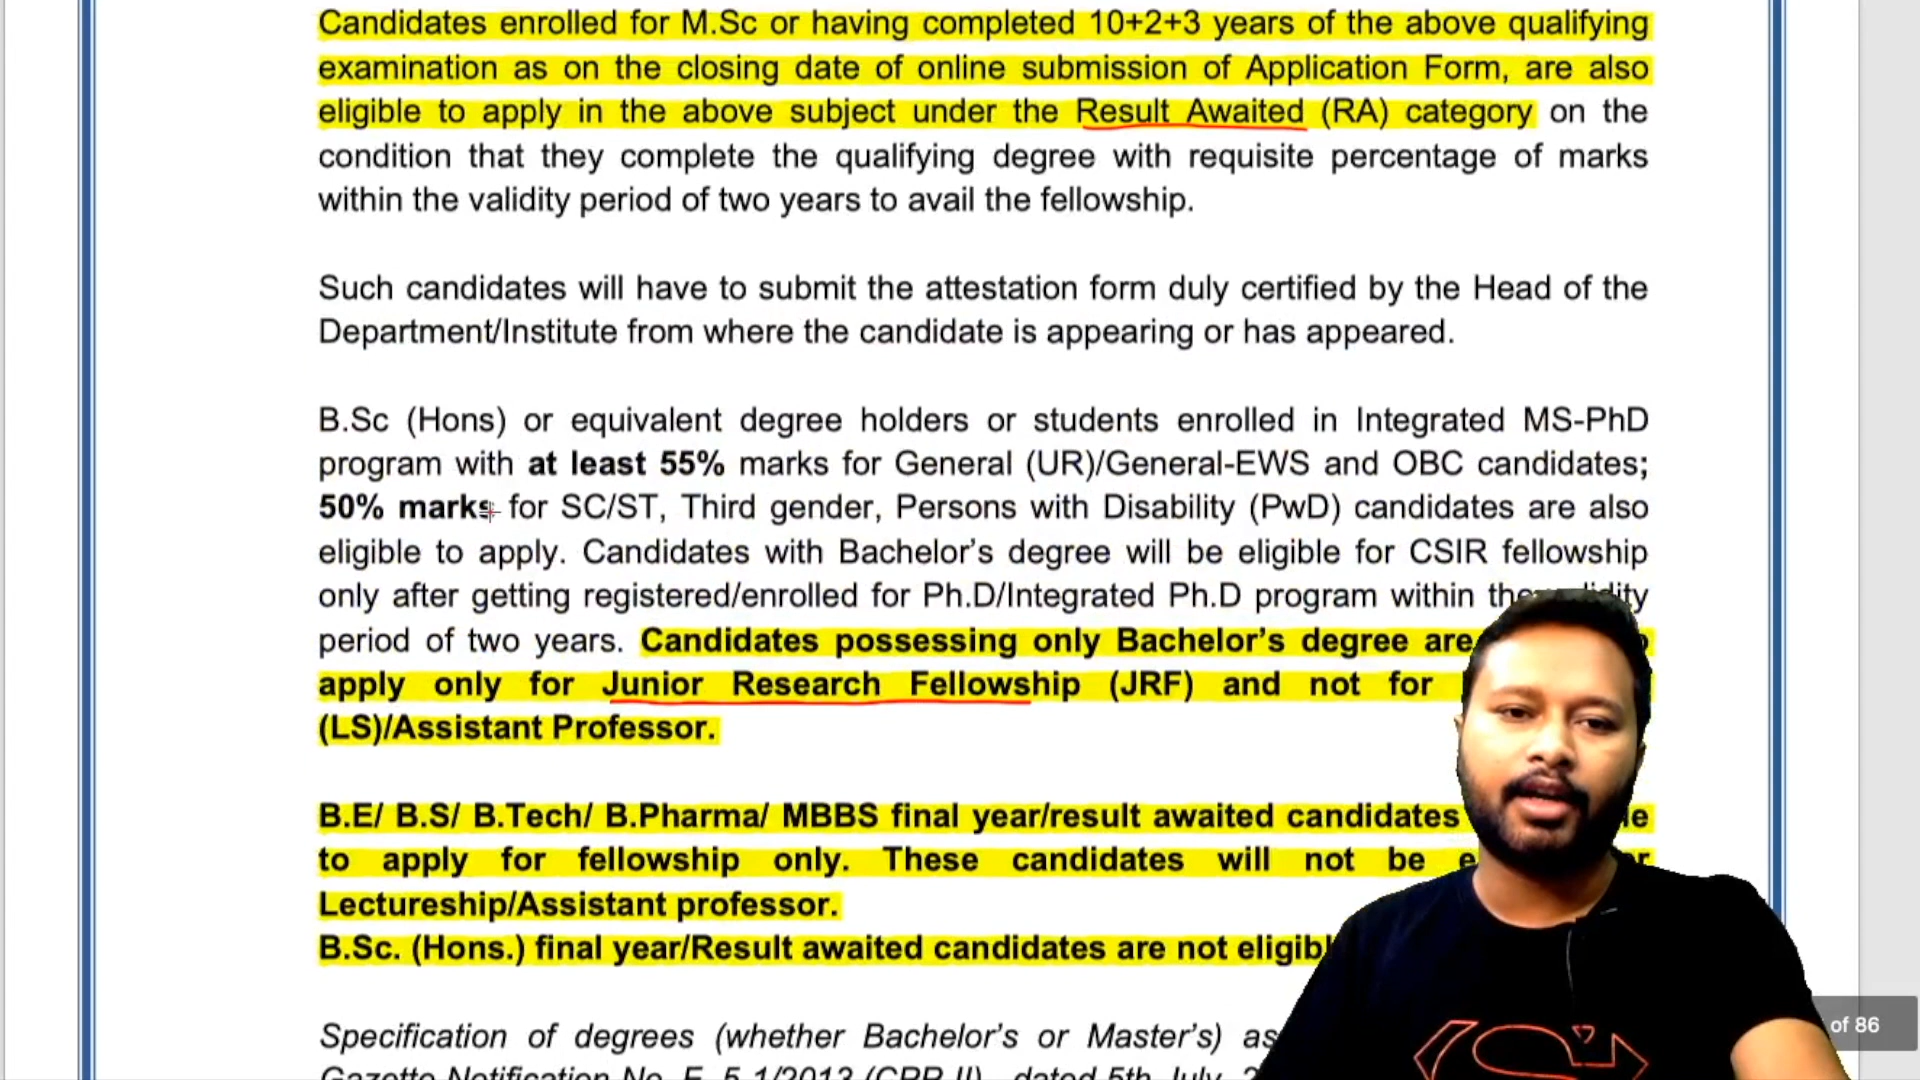 Candidates enrolled for M.Sc or having completed 10+2+3 years of the above qualifying
examination as on the closing date of online submission of Application Form, are also
eligible to apply in the above subject under the Result Awaited (RA) category on the
condition that they complete the qualifying degree with requisite percentage of marks
within the validity period of two years to avail the fellowship.
Such candidates will have to submit the attestation form duly certified by the Head of the
Department/Institute from where the candidate is appearing or has appeared.
B.Sc (Hons) or equivalent degree holders or students enrolled in Integrated MS-PhD
program with at least 55% marks for General (UR)/General-EWS and OBC candidates;
50% marks for SC/ST, Third gender, Persons with Disability (PwD) candidates are also
eligible to apply. Candidates with Bachelor's degree will be eligible for CSIR fellowship
only after getting registered/enrolled for Ph.D/Integrated Ph.D program within the
period of two years. Candidates possessing only Bachelor's degree are
apply only for Junior Research Fellowship (JRF) and not for
(LS)/Assistant Professor.
B.E/ B.S/ B.Tech/ B.Pharma/ MBBS final year/result awaited candidates
to apply for fellowship only. These candidates will not be
Lectureship/Assistant professor.
B.Sc. (Hons.) final year/Result awaited candidates are not
Specification of degrees (whether Bachelor's or Master's) as
Gazette Notification No. F. 5-1/2013 (CPP-II), dated 5th July,
of 86